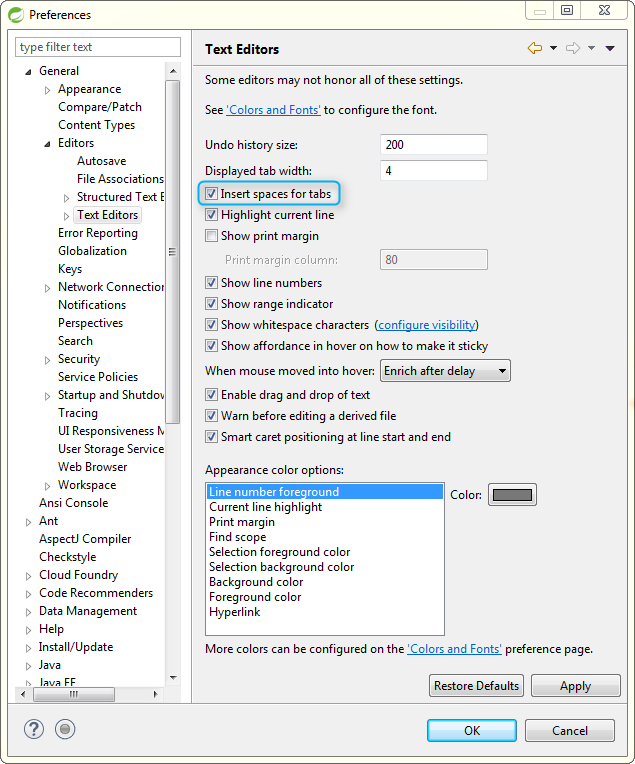 Preferences
type filter text
General
Appearance
Compare/Patch
Content Types
Editors
Autosave
File Associations
Structured Text E
Text Editors
Error Reporting
Globalization
Keys
Network Connection
Notifications
Perspectives
Search
Security
Service Policies
Startup and Shutdow
Tracing
UI Responsiveness M
User Storage Service
Web Browser
Workspace
Ansi Console
Ant
AspectJ Compiler
Checkstyle
Cloud Foundry
Code Recommenders
Data Management
Help
Install/Update
Java
Java EE
Text Editors
Some editors may not honor all of these settings.
See 'Colors and Fonts' to configure the font.
Undo history size: 200
Displayed tab width: 4
Insert spaces for tabs
Highlight current line
Show print margin
Print margin column: 80
Show line numbers
Show range indicator
Show whitespace characters (configure visibility)
Show affordance in hover on how to make it sticky
When mouse moved into hover: Enrich after delay
Enable drag and drop of text
Warn before editing a derived file
Smart caret positioning at line start and end
Appearance color options:
Line number foreground
Current line highlight
Print margin
Find scope
Selection foreground color
Selection background color
Background color
Foreground color
Hyperlink
Color:
More colors can be configured on the 'Colors and Fonts' preference page.
Restore Defaults
Apply
OK
Cancel